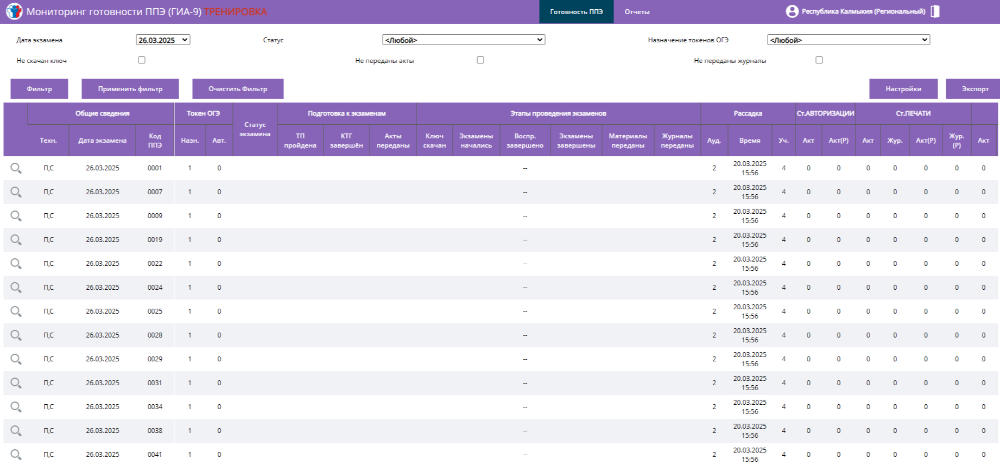 Мониторинг готовности ППЭ (ГИА-9) ТРЕНИРОВКА
Готовность ППЭ
Отчеты
Республика Калмыкия (Региональный)
Дата экзамена 26.03.2025 Статус <Любой> Назначение токенов ОГЭ <Любой>
Не скачан ключ Не переданы акты Не переданы журналы
Фильтр Применить фильтр Очистить Фильтр Настройки Экспорт
Общие сведения Токен ОГЭ Статус экзамена Подготовка к экзаменам Этапы проведения экзаменов Рассадка Ст.АВТОРИЗАЦИИ Ст.ПЕЧАТИ
Техн. Дата экзамена Код ППЭ Назн. Авт. ТП пройдена КТГ завершён Акты переданы Ключ скачан Экзамены начались Воспр. завершено Экзамены завершены Материалы переданы Журналы переданы Ауд. Время Уч. Акт Акт(Р) Акт Жур. Акт(Р) Жур. (Р) Акт
П,С 26.03.2025 0001 1 0 -- 2 20.03.2025 15:56 4 0 0 0 0 0 0 0
П,С 26.03.2025 0007 1 0 -- 2 20.03.2025 15:56 4 0 0 0 0 0 0 0
П,С 26.03.2025 0009 1 0 -- 2 20.03.2025 15:56 4 0 0 0 0 0 0 0
П,С 26.03.2025 0019 1 0 -- 2 20.03.2025 15:56 4 0 0 0 0 0 0 0
П,С 26.03.2025 0022 1 0 -- 2 20.03.2025 15:56 4 0 0 0 0 0 0 0
П,С 26.03.2025 0024 1 0 -- 2 20.03.2025 15:56 4 0 0 0 0 0 0 0
П,С 26.03.2025 0025 1 0 -- 2 20.03.2025 15:56 4 0 0 0 0 0 0 0
П,С 26.03.2025 0028 1 0 -- 2 20.03.2025 15:56 4 0 0 0 0 0 0 0
П,С 26.03.2025 0029 1 0 -- 2 20.03.2025 15:56 4 0 0 0 0 0 0 0
П,С 26.03.2025 0031 1 0 -- 2 20.03.2025 15:56 4 0 0 0 0 0 0 0
П,С 26.03.2025 0034 1 0 -- 2 20.03.2025 15:56 4 0 0 0 0 0 0 0
П,С 26.03.2025 0038 1 0 -- 2 20.03.2025 15:56 4 0 0 0 0 0 0 0
П,С 26.03.2025 0041 1 0 -- 2 20.03.2025 15:56 4 0 0 0 0 0 0 0